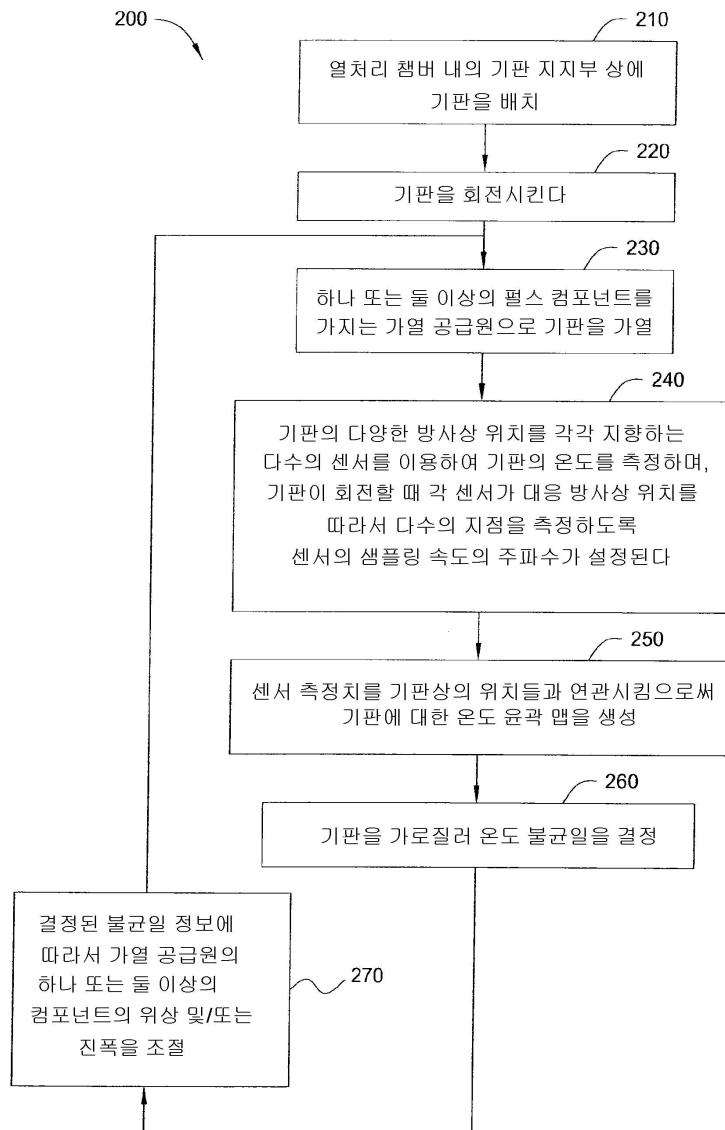 200
210
열처리 챔버 내의 기판 지지부 상에
기판을 배치
220
기판을 회전시킨다
230
하나 또는 둘 이상의 펄스 컴포넌트를
가지는 가열 공급원으로 기판을 가열
240
기판의 다양한 방사상 위치를 각각 지향하는
다수의 센서를 이용하여 기판의 온도를 측정하며,
기판이 회전할 때 각 센서가 대응 방사상 위치를
따라서 다수의 지점을 측정하도록
센서의 샘플링 속도의 주파수가 설정된다
250
센서 측정치를 기판상의 위치들과 연관시킴으로써
기판에 대한 온도 윤곽 맵을 생성
260
기판을 가로질러 온도 불균일을 결정
결정된 불균일 정보에
따라서 가열 공급원의
하나 또는 둘 이상의
컴포넌트의 위상 및/또는
진폭을 조절
270